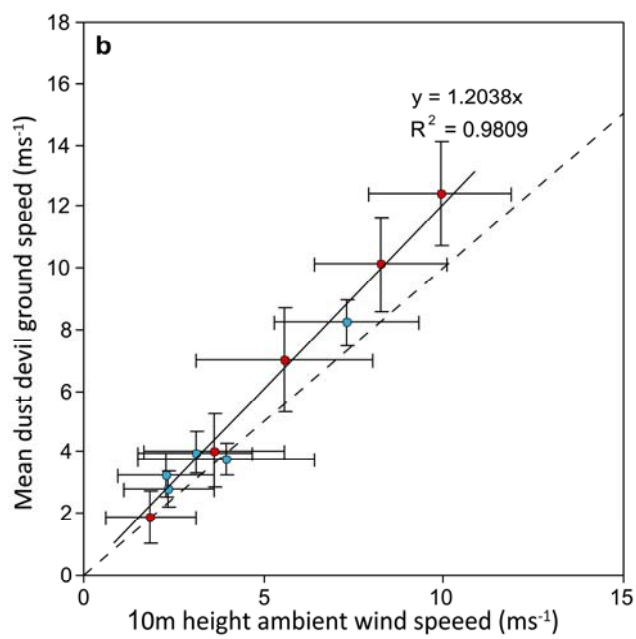 b
y = 1.2038x
R² = 0.9809
Mean dust devil ground speed (ms⁻¹)
18
16
14
12
10
8
6
4
2
0
0 5 10 15
10m height ambient wind speeed (ms⁻¹)